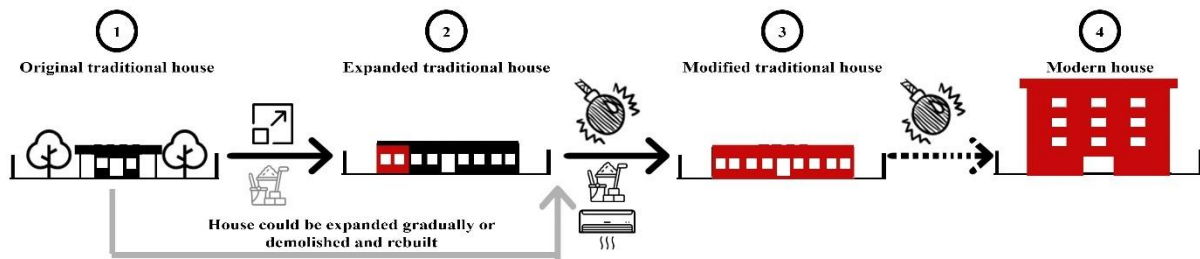 1
Original traditional house
2
Expanded traditional house
3
Modified traditional house
4
Modern house
House could be expanded gradually or
demolished and rebuilt